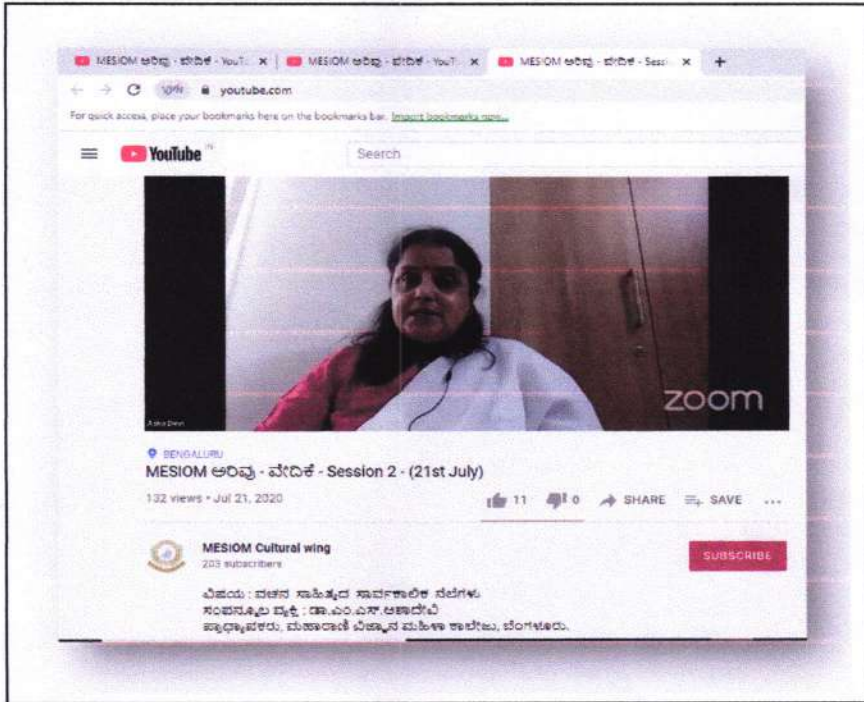 MESIOM ಅರಿವು - ವೇದಿಕೆ - YouT
MESIOM ಅರಿವು - ವೇದಿಕೆ - YouT
MESIOM ಅರಿವು - ವೇದಿಕೆ - Sessi
youtube.com
For quick access, place your bookmarks here on the bookmarks bar. Import bookmarks now...
YouTube IN
Search
zoom
Asha Devi
BENGALURU
MESIOM ಅರಿವು - ವೇದಿಕೆ - Session 2 - (21st July)
132 views • Jul 21, 2020
11 0 SHARE SAVE ...
MESIOM Cultural wing
203 subscribers
SUBSCRIBE
ವಿಷಯ : ವಚನ ಸಾಹಿತ್ಯದ ಸಾರ್ವಕಾಲಿಕ ನೆಲೆಗಳು
ಸಂಪನ್ಮೂಲ ವ್ಯಕ್ತಿ : ಡಾ.ಎಂ.ಎಸ್.ಆಶಾದೇವಿ
ಪ್ರಾಧ್ಯಾಪಕರು, ಮಹಾರಾಣಿ ವಿಜ್ಞಾನ ಮಹಿಳಾ ಕಾಲೇಜು, ಬೆಂಗಳೂರು.